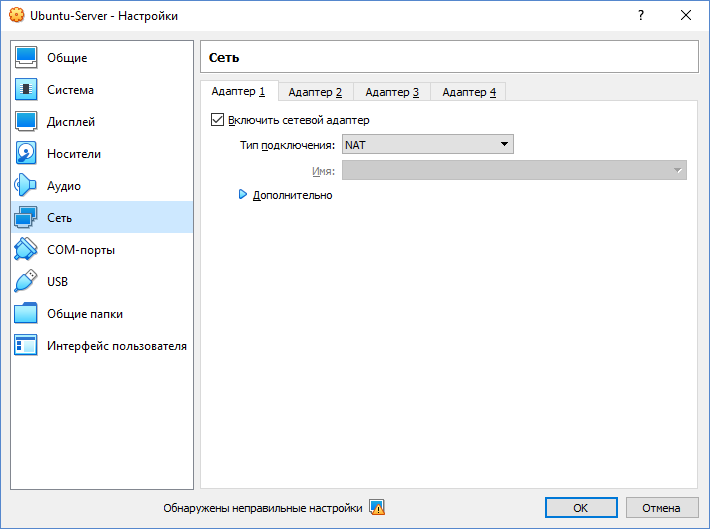 Ubuntu-Server - Настройки
?
Общие
Система
Дисплей
Носители
Аудио
Сеть
COM-порты
USB
Общие папки
Интерфейс пользователя
Сеть
Адаптер 1 Адаптер 2 Адаптер 3 Адаптер 4
Включить сетевой адаптер
Тип подключения: NAT
Имя:
Дополнительно
Обнаружены неправильные настройки
OK Отмена